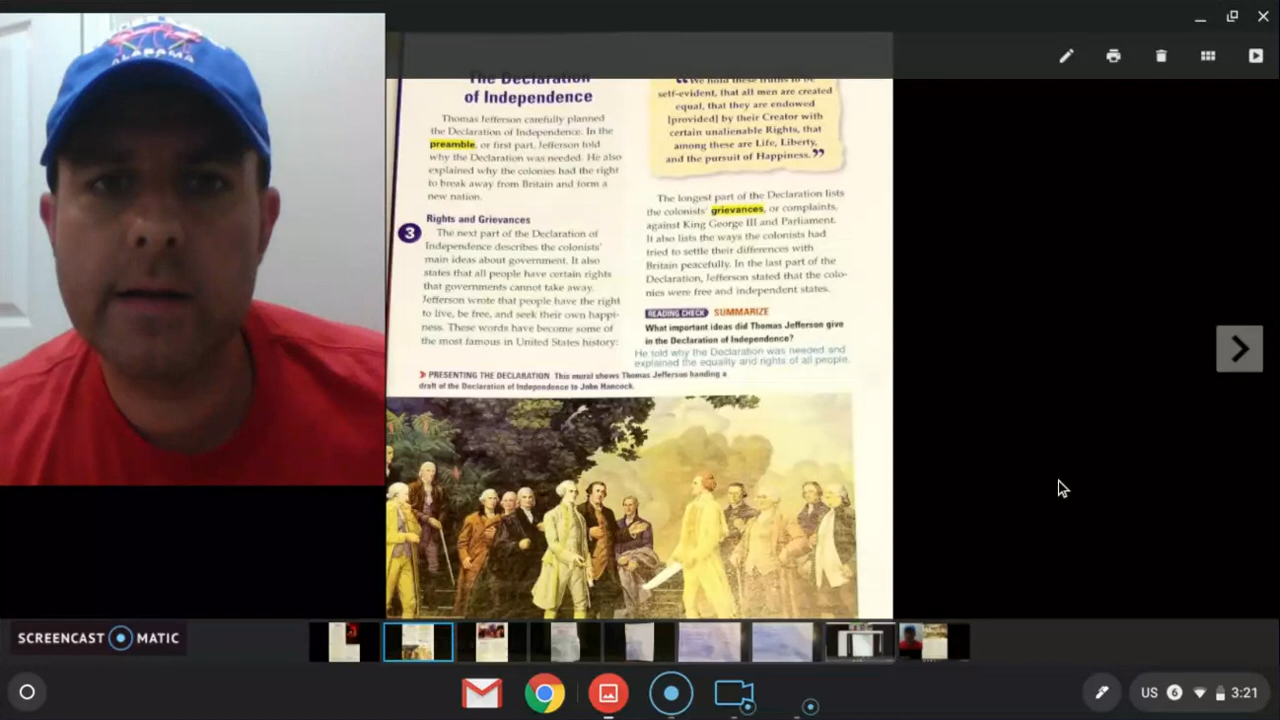 ALABAMA
The Declaration
of Independence
Thomas Jefferson carefully planned
the Declaration of Independence. In the
preamble, or first part, Jefferson told
why the Declaration was needed. He also
explained why the colonies had the right
to break away from Britain and form a
new nation.
3
Rights and Grievances
The next part of the Declaration of
Independence describes the colonists'
main ideas about government. It also
states that all people have certain rights
that governments cannot take away.
Jefferson wrote that people have the right
to live, be free, and seek their own happi-
ness. These words have become some of
the most famous in United States history:
“We hold these truths to be
self-evident, that all men are created
equal, that they are endowed
[provided] by their Creator with
certain unalienable Rights, that
among these are Life, Liberty,
and the pursuit of Happiness.”
The longest part of the Declaration lists
the colonists' grievances, or complaints,
against King George III and Parliament.
It also lists the ways the colonists had
tried to settle their differences with
Britain peacefully. In the last part of the
Declaration, Jefferson stated that the colo-
nies were free and independent states.
READING CHECK SUMMARIZE
What important ideas did Thomas Jefferson give
in the Declaration of Independence?
He told why the Declaration was needed and
explained the equality and rights of all people.
PRESENTING THE DECLARATION This mural shows Thomas Jefferson handing a
draft of the Declaration of Independence to John Hancock.
SCREENCAST MATIC
US 6 3:21